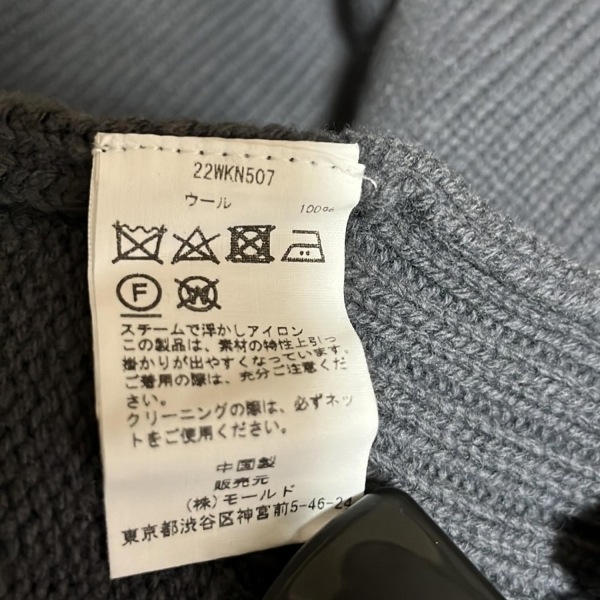 22WKN507
ウール 100%
F W
スチームで浮かしアイロン
この製品は、素材の特性上引っ
掛かりが出やすくなっています。
ご着用の際は、充分ご注意くだ
さい。
クリーニングの際は、必ずネッ
トをご使用ください。
中国製
販売元
(株)モールド
東京都渋谷区神宮前5-46-24